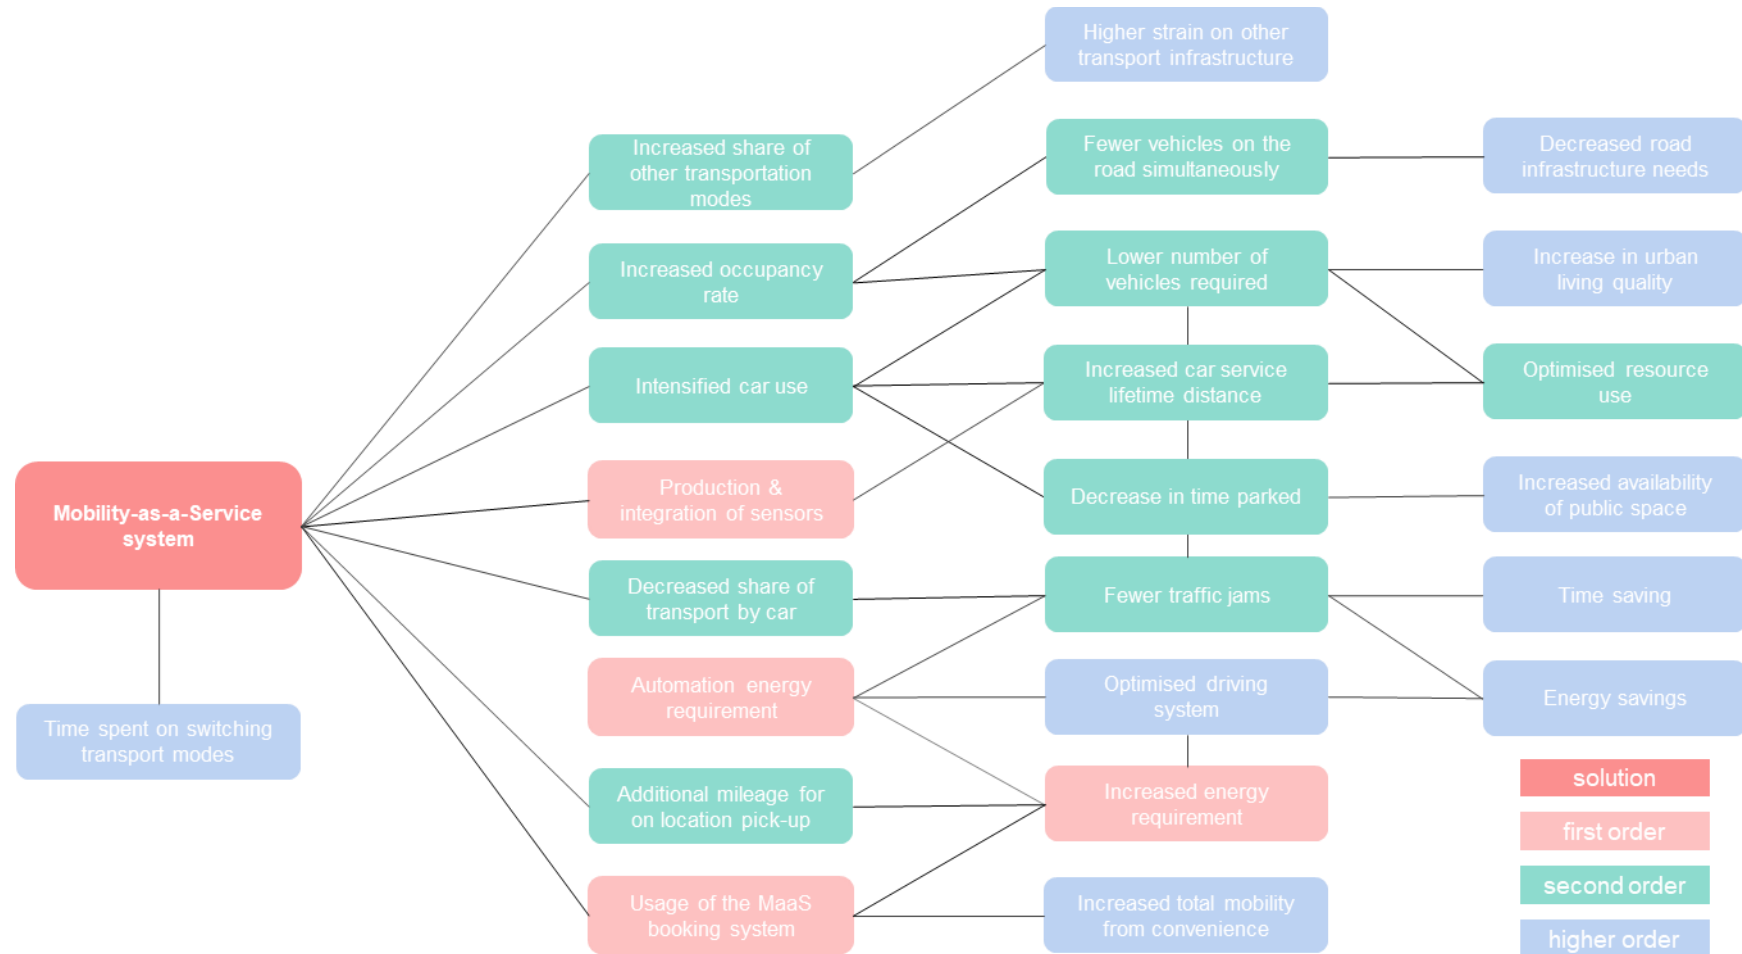 Higher strain on other
transport infrastructure
Increased share of
other transportation
modes
Fewer vehicles on the
road simultaneously
Decreased road
infrastructure needs
Increased occupancy
rate
Lower number of
vehicles required
Increase in urban
living quality
Intensified car use
Increased car service
lifetime distance
Optimised resource
use
Mobility-as-a-Service
system
Production &
integration of sensors
Decrease in time parked
Increased availability
of public space
Decreased share of
transport by car
Fewer traffic jams
Time saving
Time spent on switching
transport modes
Automation energy
requirement
Optimised driving
system
Energy savings
Additional mileage for
on location pick-up
Increased energy
requirement
Usage of the MaaS
booking system
Increased total mobility
from convenience
solution
first order
second order
higher order